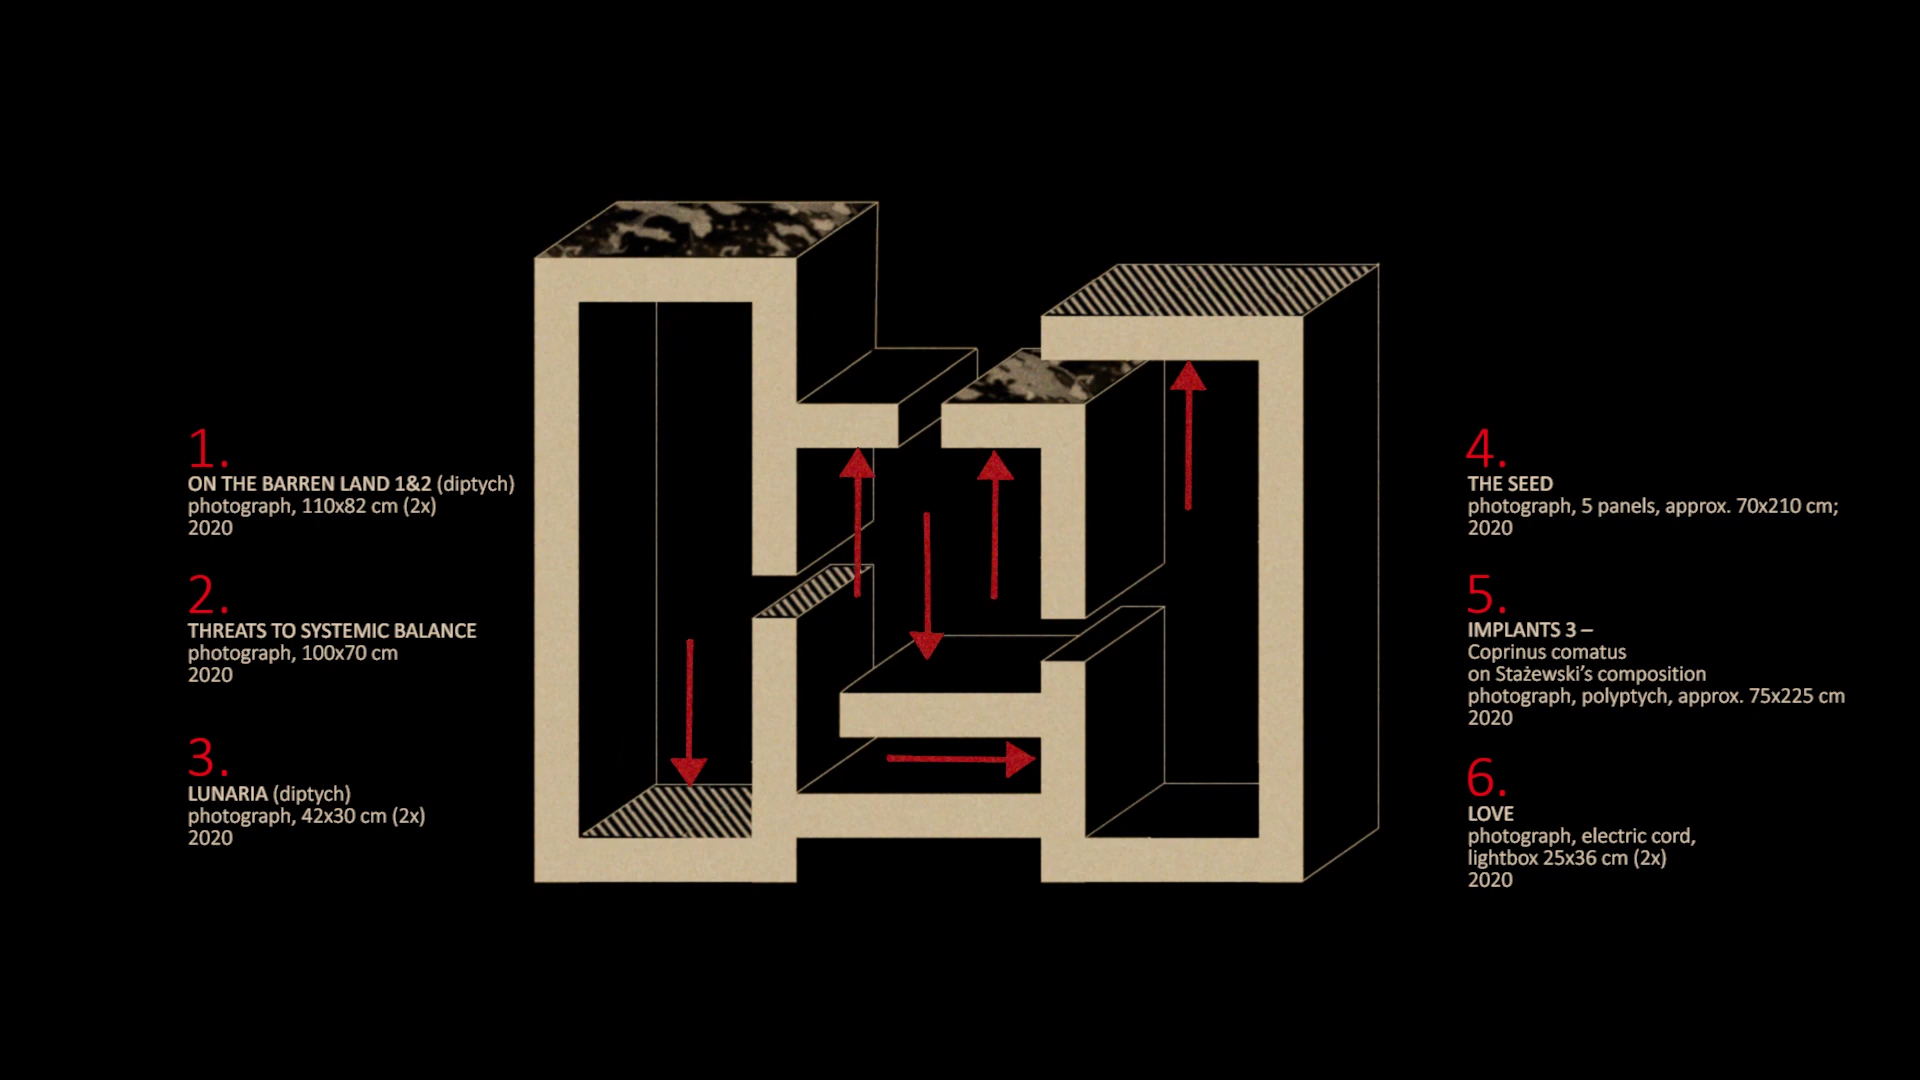 1.
ON THE BARREN LAND 1&2 (diptych)
photograph, 110x82 cm (2x)
2020
2.
THREATS TO SYSTEMIC BALANCE
photograph, 100x70 cm
2020
3.
LUNARIA (diptych)
photograph, 42x30 cm (2x)
2020
4.
THE SEED
photograph, 5 panels, approx. 70x210 cm;
2020
5.
IMPLANTS 3 –
Coprinus comatus
on Stażewski’s composition
photograph, polyptych, approx. 75x225 cm
2020
6.
LOVE
photograph, electric cord,
lightbox 25x36 cm (2x)
2020